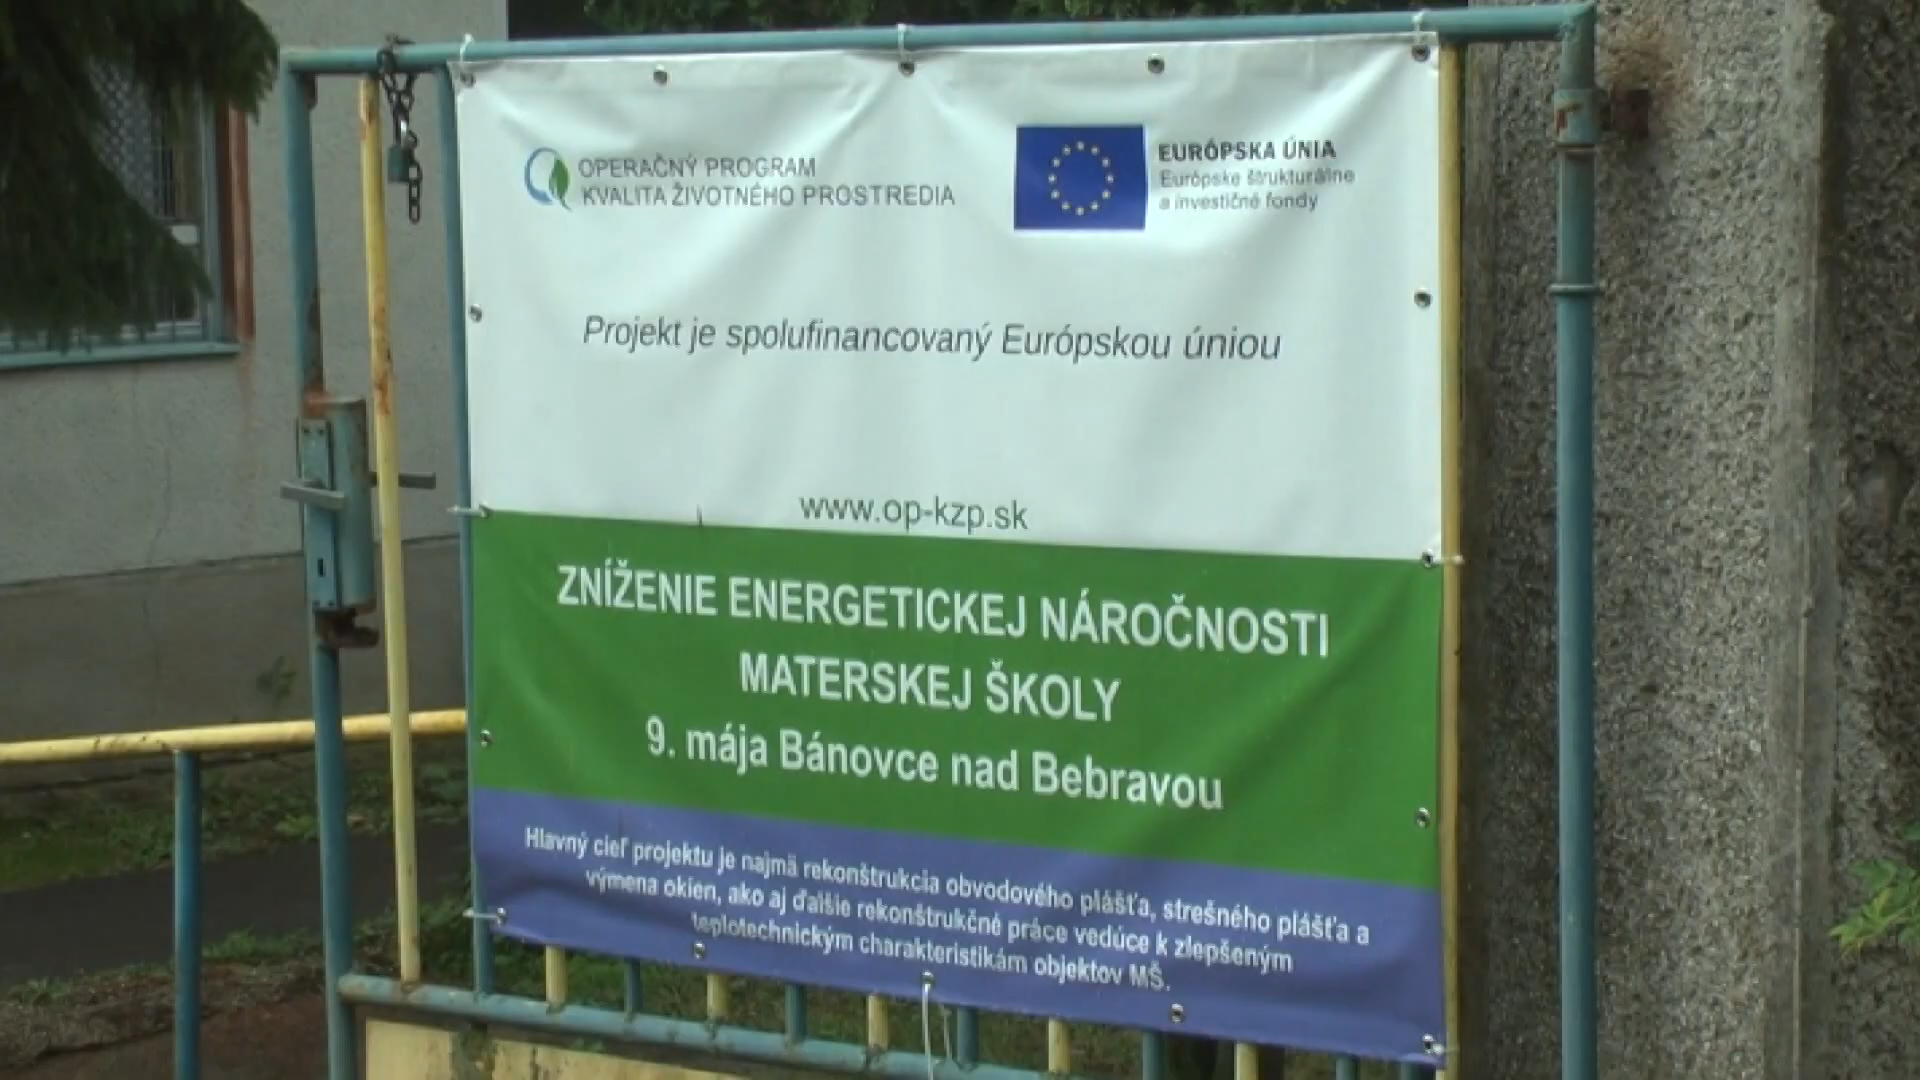 OPERAČNÝ PROGRAM
KVALITA ŽIVOTNÉHO PROSTREDIA
EURÓPSKA ÚNIA
Európske štrukturálne
a investičné fondy
Projekt je spolufinancovaný Európskou úniou
www.op-kzp.sk
ZNÍŽENIE ENERGETICKEJ NÁROČNOSTI
MATERSKEJ ŠKOLY
9. mája Bánovce nad Bebravou
Hlavný cieľ projektu je najmä rekonštrukcia obvodového plášťa, strešného plášťa a
výmena okien, ako aj ďalšie rekonštrukčné práce vedúce k zlepšeným
teplotechnickým charakteristikám objektov MŠ.